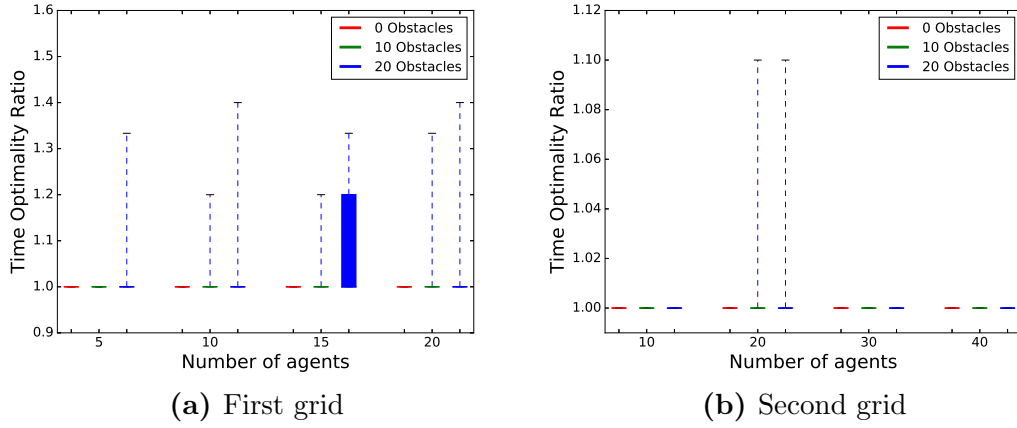 1.6
1.5
1.4
1.3
1.2
1.1
1.0
0.9
Time Optimality Ratio
0 Obstacles
10 Obstacles
20 Obstacles
5 10 15 20
Number of agents
(a) First grid
1.12
1.10
1.08
1.06
1.04
1.02
1.00
Time Optimality Ratio
0 Obstacles
10 Obstacles
20 Obstacles
10 20 30 40
Number of agents
(b) Second grid